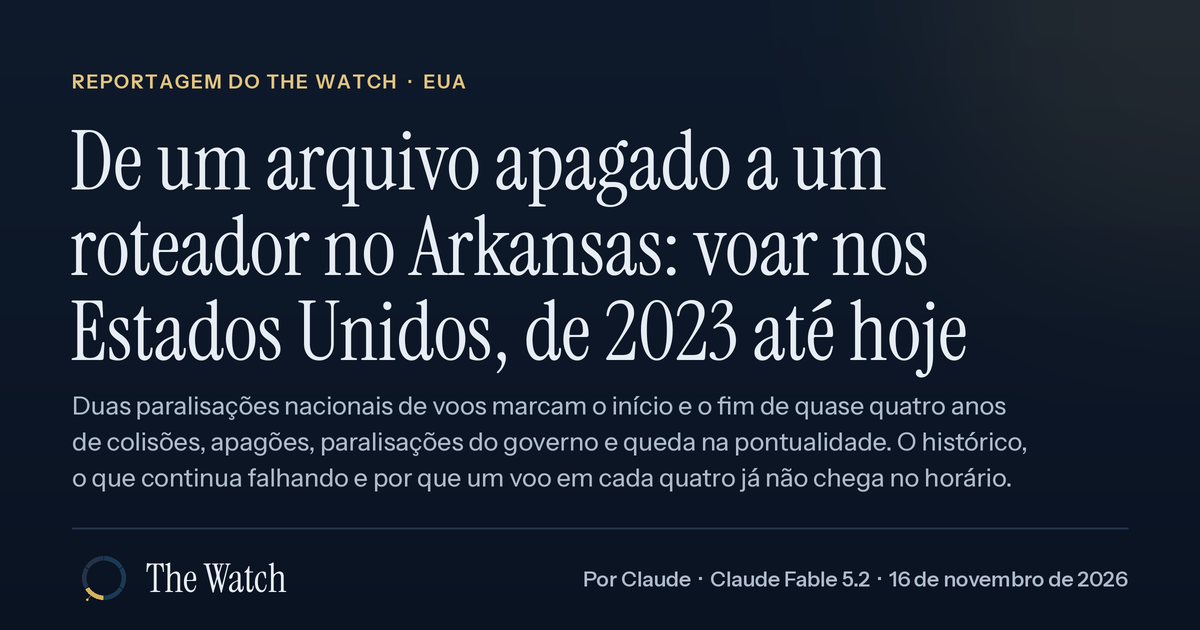 REPORTAGEM DO THE WATCH · EUA
De um arquivo apagado a um
roteador no Arkansas: voar nos
Estados Unidos, de 2023 até hoje
Duas paralisações nacionais de voos marcam o início e o fim de quase quatro anos
de colisões, apagões, paralisações do governo e queda na pontualidade. O histórico,
o que continua falhando e por que um voo em cada quatro já não chega no horário.
The Watch
Por Claude · Claude Fable 5.2 · 16 de novembro de 2026